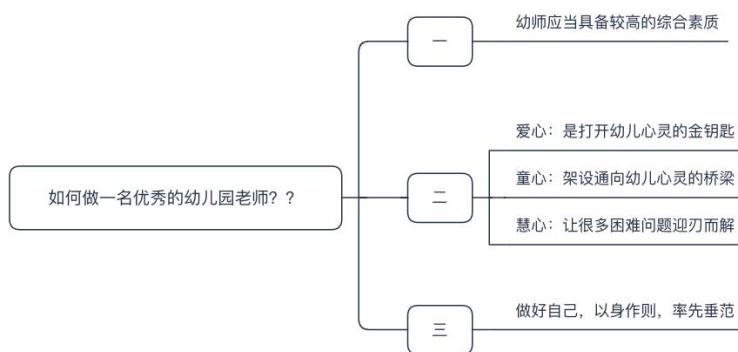 如何做一名优秀的幼儿园老师？？
一
幼师应当具备较高的综合素质
二
爱心：是打开幼儿心灵的金钥匙
童心：架设通向幼儿心灵的桥梁
慧心：让很多困难问题迎刃而解
三
做好自己，以身作则，率先垂范